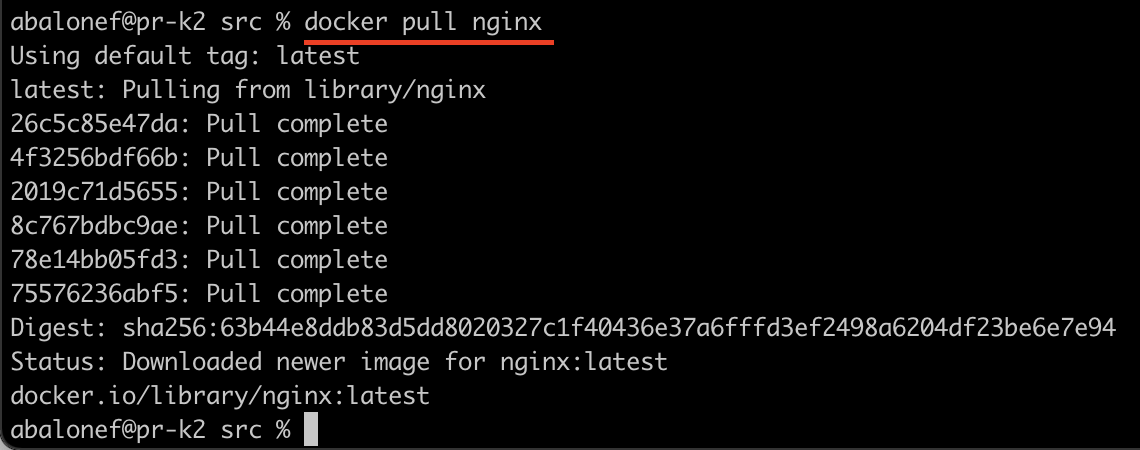 abalonef@pr-k2 src % docker pull nginx
Using default tag: latest
latest: Pulling from library/nginx
26c5c85e47da: Pull complete
4f3256bdf66b: Pull complete
2019c71d5655: Pull complete
8c767bdbc9ae: Pull complete
78e14bb05fd3: Pull complete
75576236abf5: Pull complete
Digest: sha256:63b44e8ddb83d5dd8020327c1f40436e37a6fffd3ef2498a6204df23be6e7e94
Status: Downloaded newer image for nginx:latest
docker.io/library/nginx:latest
abalonef@pr-k2 src %